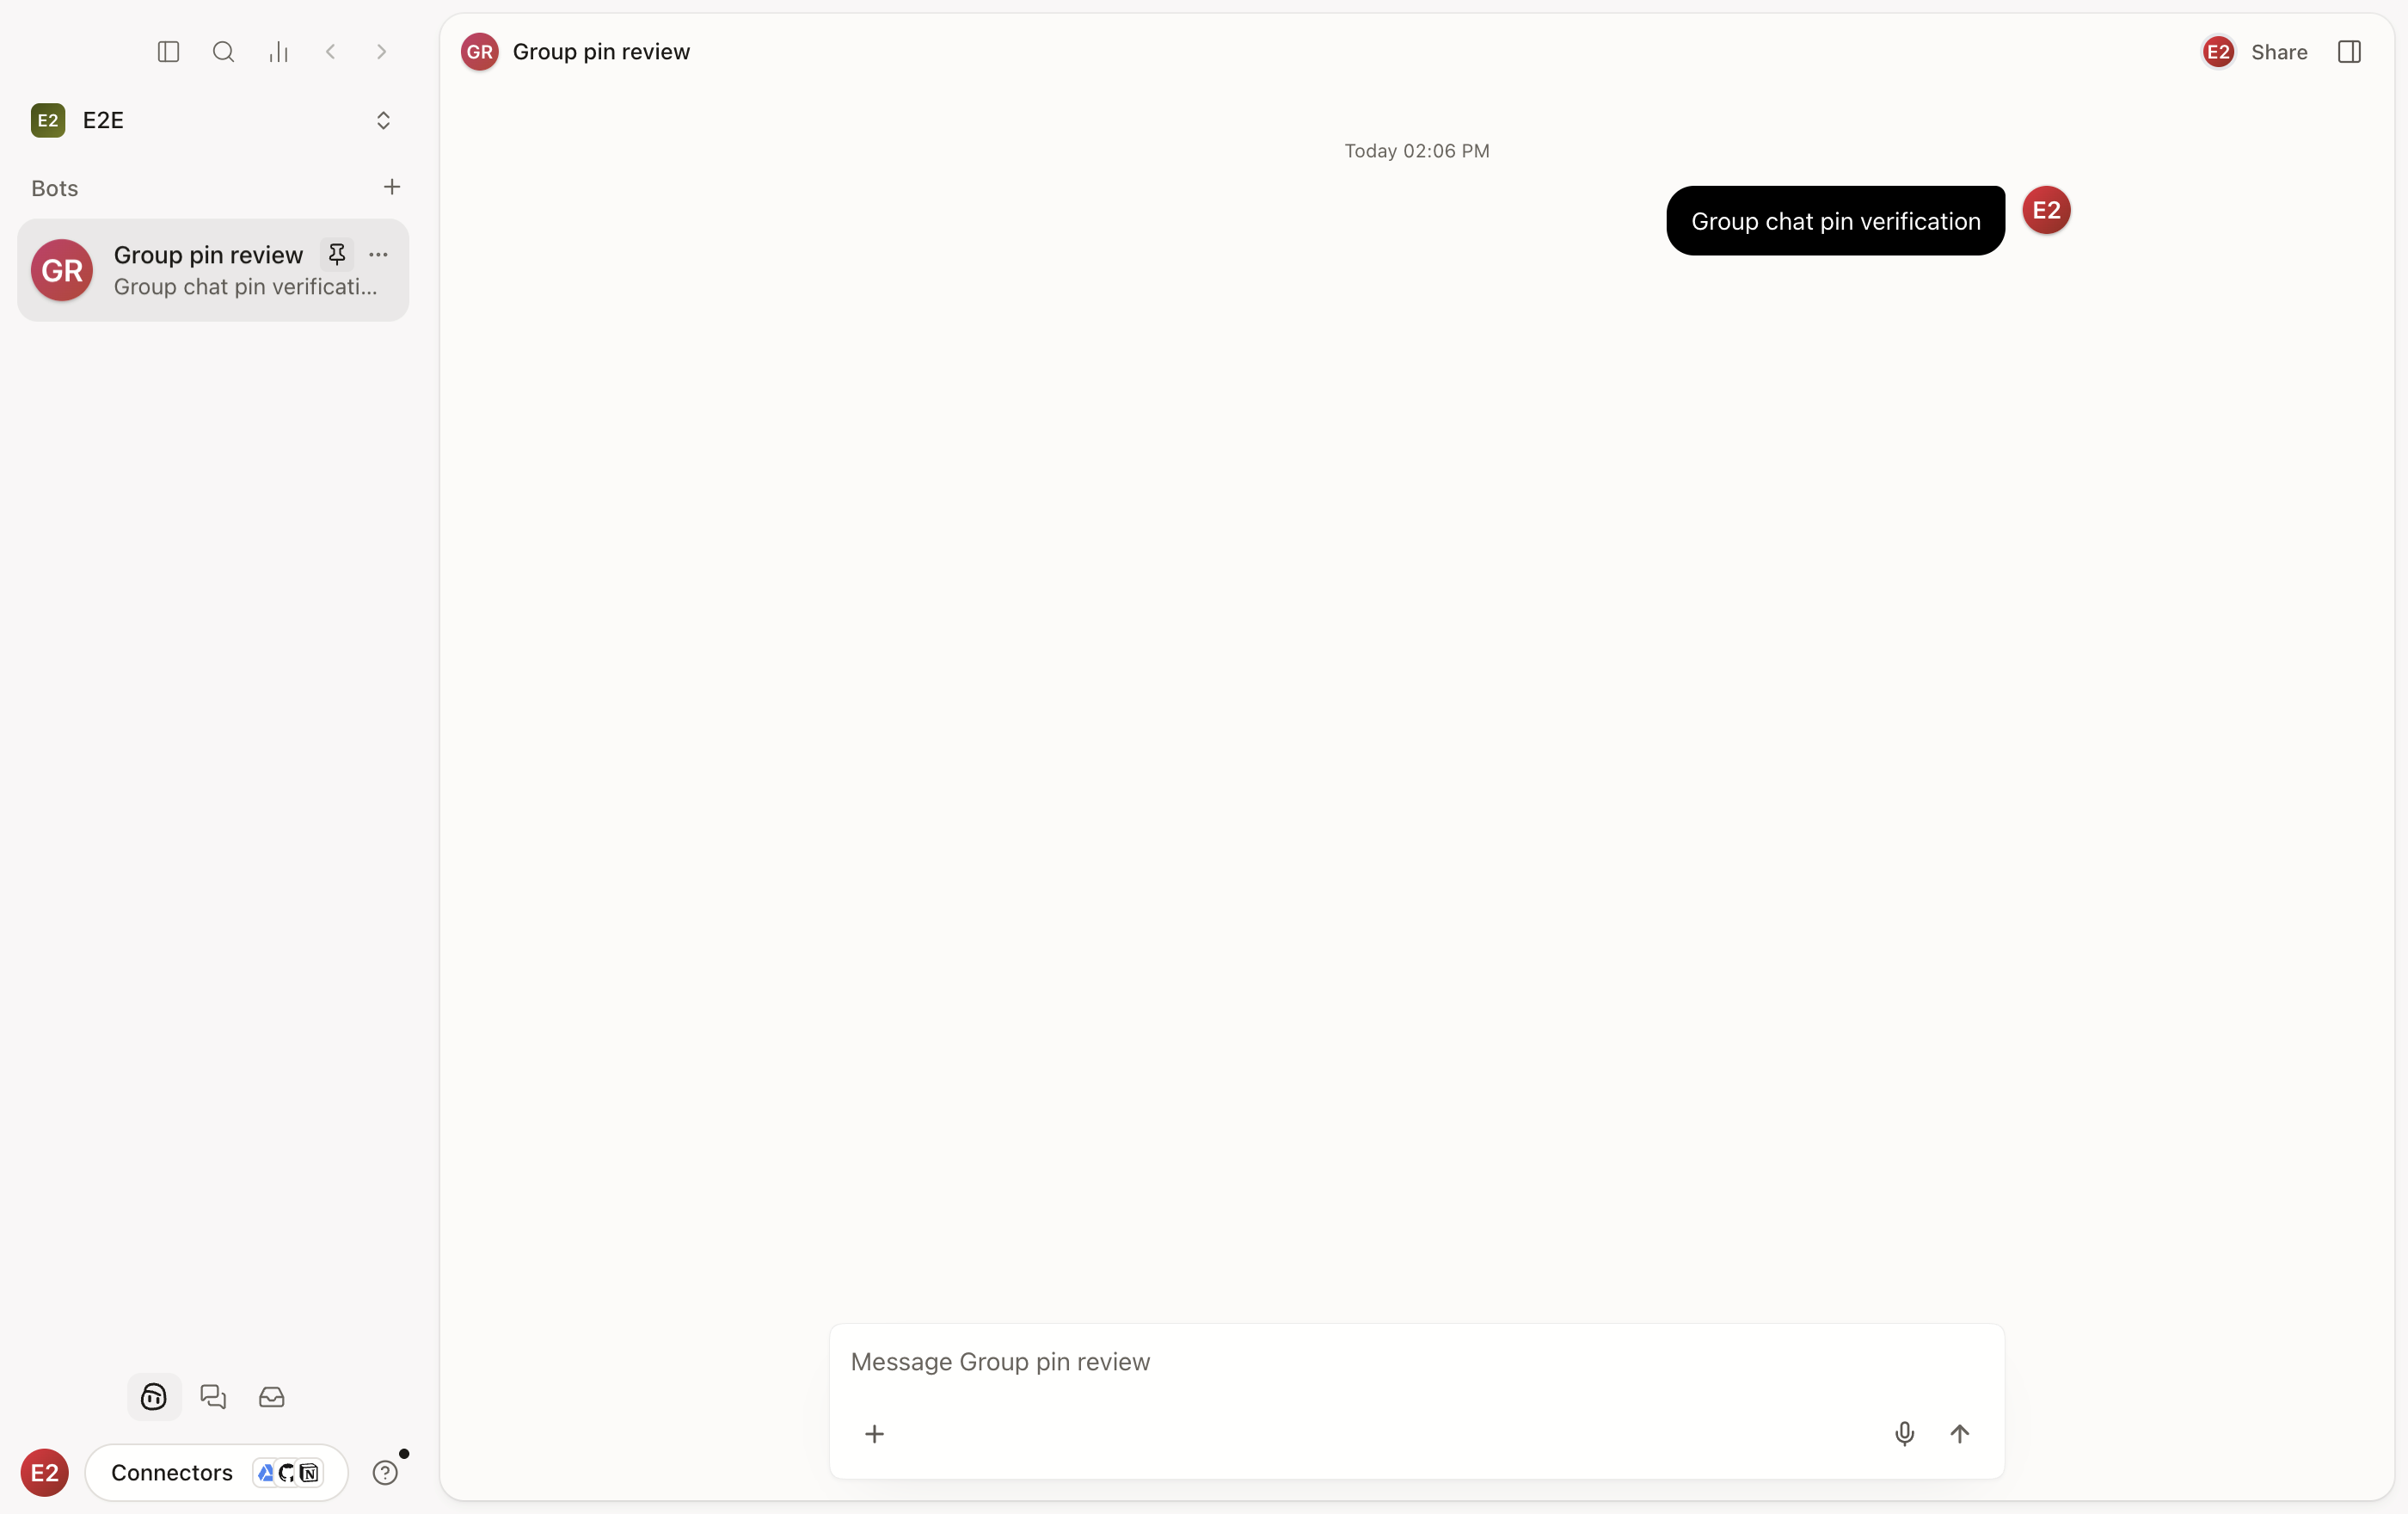 E2 E2E
Bots
GR Group pin review
Group chat pin verificati...
E2 Connectors
GR Group pin review
E2 Share
Today 02:06 PM
Group chat pin verification E2
Message Group pin review